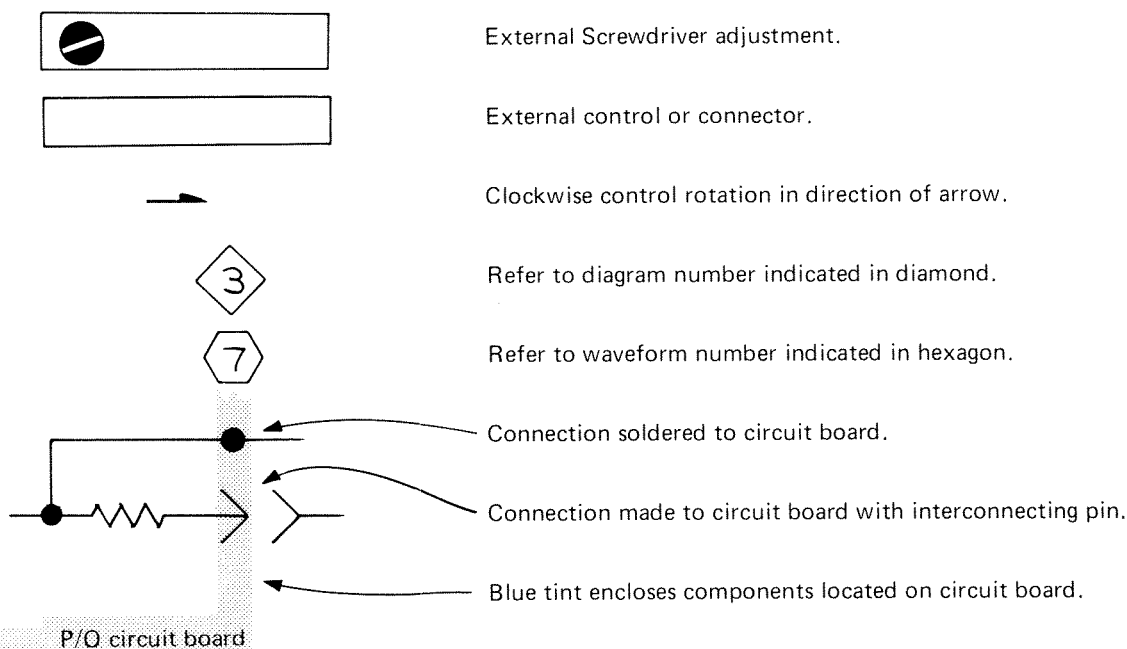 External Screwdriver adjustment.
External control or connector.
Clockwise control rotation in direction of arrow.
3
Refer to diagram number indicated in diamond.
7
Refer to waveform number indicated in hexagon.
Connection soldered to circuit board.
Connection made to circuit board with interconnecting pin.
Blue tint encloses components located on circuit board.
P/O circuit board